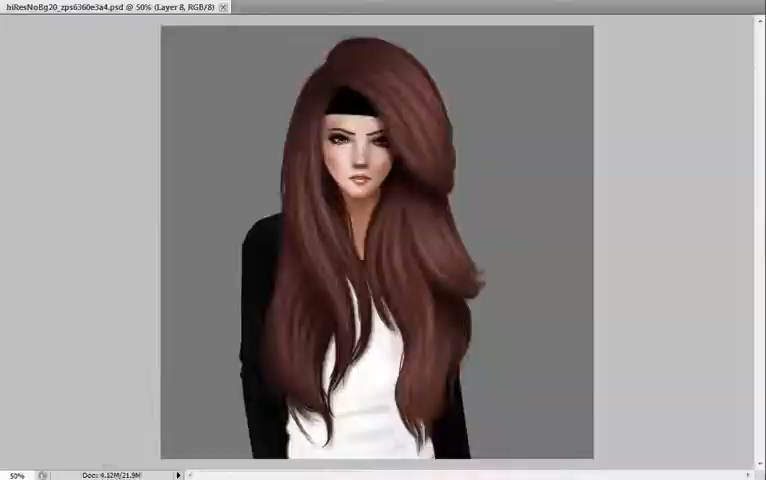 hiResNoBg20_zps6360e3a4.psd @ 50% (Layer 8, RGB/8)
50%
Doc: 4.12M/21.9M